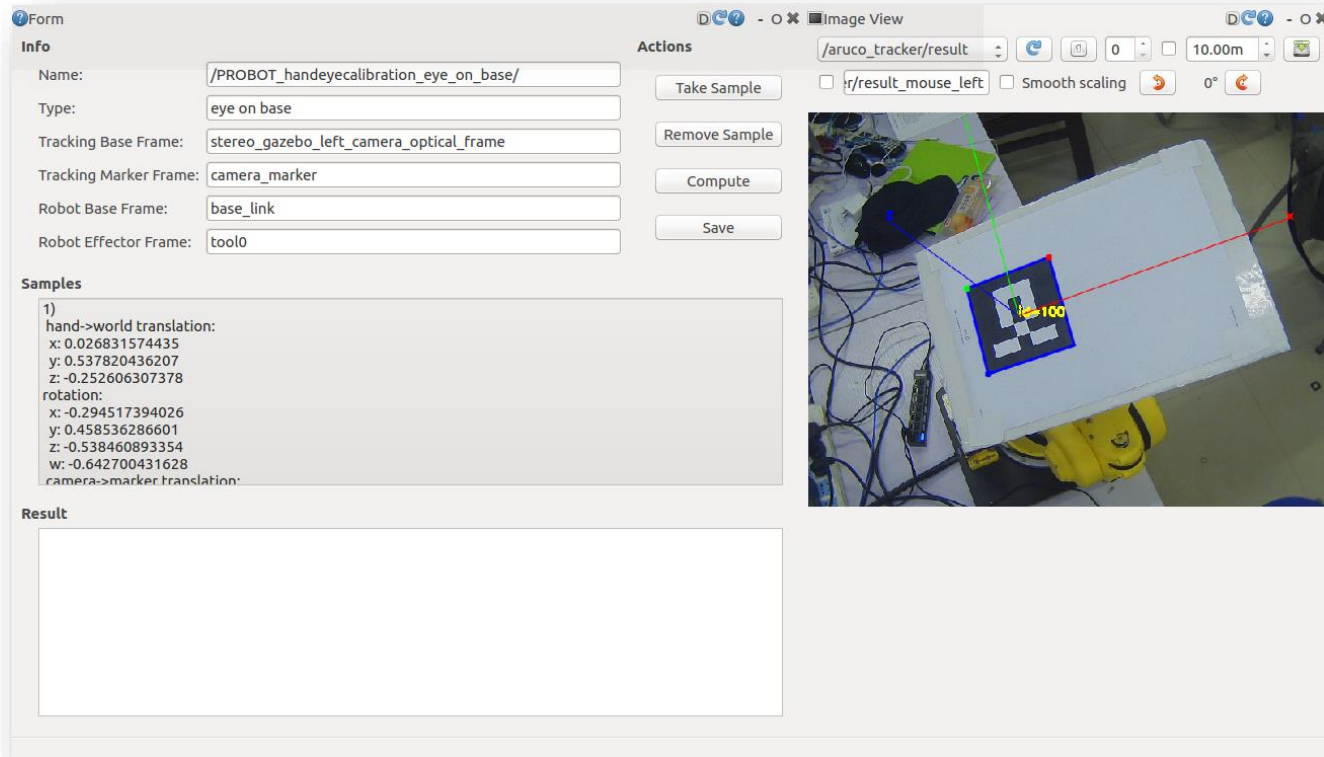 Form
D
- O ✖
Image View
D
- O ✖
Info
Actions
Name:
/PROBOT_handeyecalibration_eye_on_base/
Take Sample
Type:
eye on base
Tracking Base Frame:
stereo_gazebo_left_camera_optical_frame
Remove Sample
Tracking Marker Frame:
camera_marker
Compute
Robot Base Frame:
base_link
Save
Robot Effector Frame:
tool0
Samples
1)
hand->world translation:
x: 0.026831574435
y: 0.537820436207
z: -0.252606307378
rotation:
x: -0.294517394026
y: 0.458536286601
z: -0.538460893354
w: -0.642700431628
camera->marker translation:
Result
/aruco_tracker/result
0
10.00m
r/result_mouse_left
Smooth scaling
0°
id=100